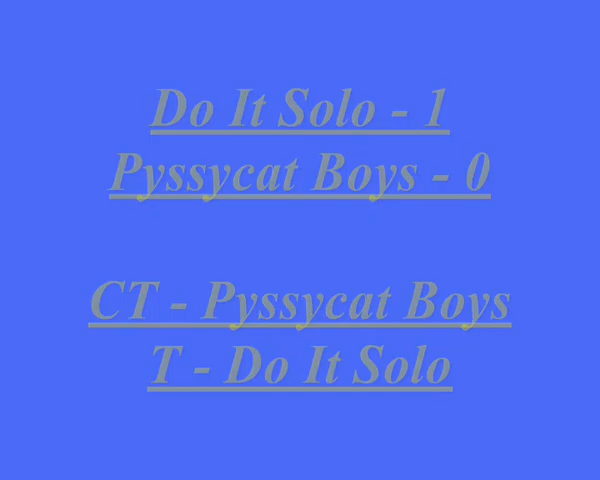 Do It Solo - 1
Pyssycat Boys - 0
CT - Pyssycat Boys
T - Do It Solo